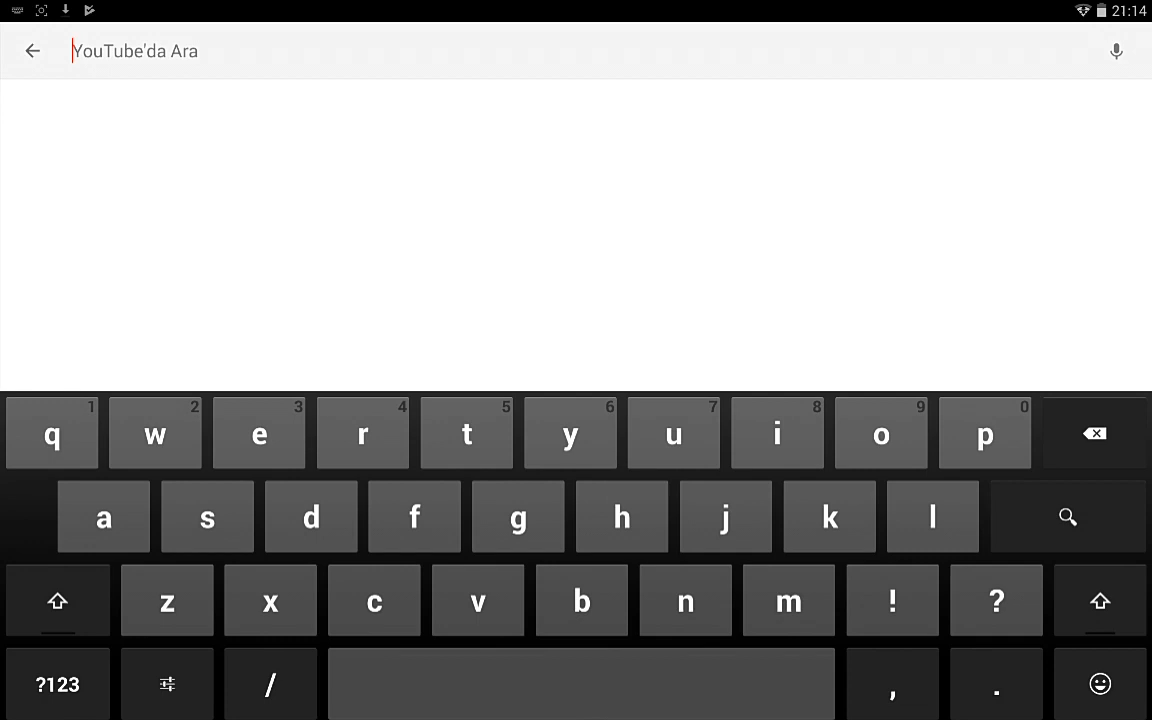 21:14
YouTube'da Ara
1 2 3 4 5 6 7 8 9 0
q w e r t y u i o p
a s d f g h j k l
z x c v b n m ! ?
?123 / , .